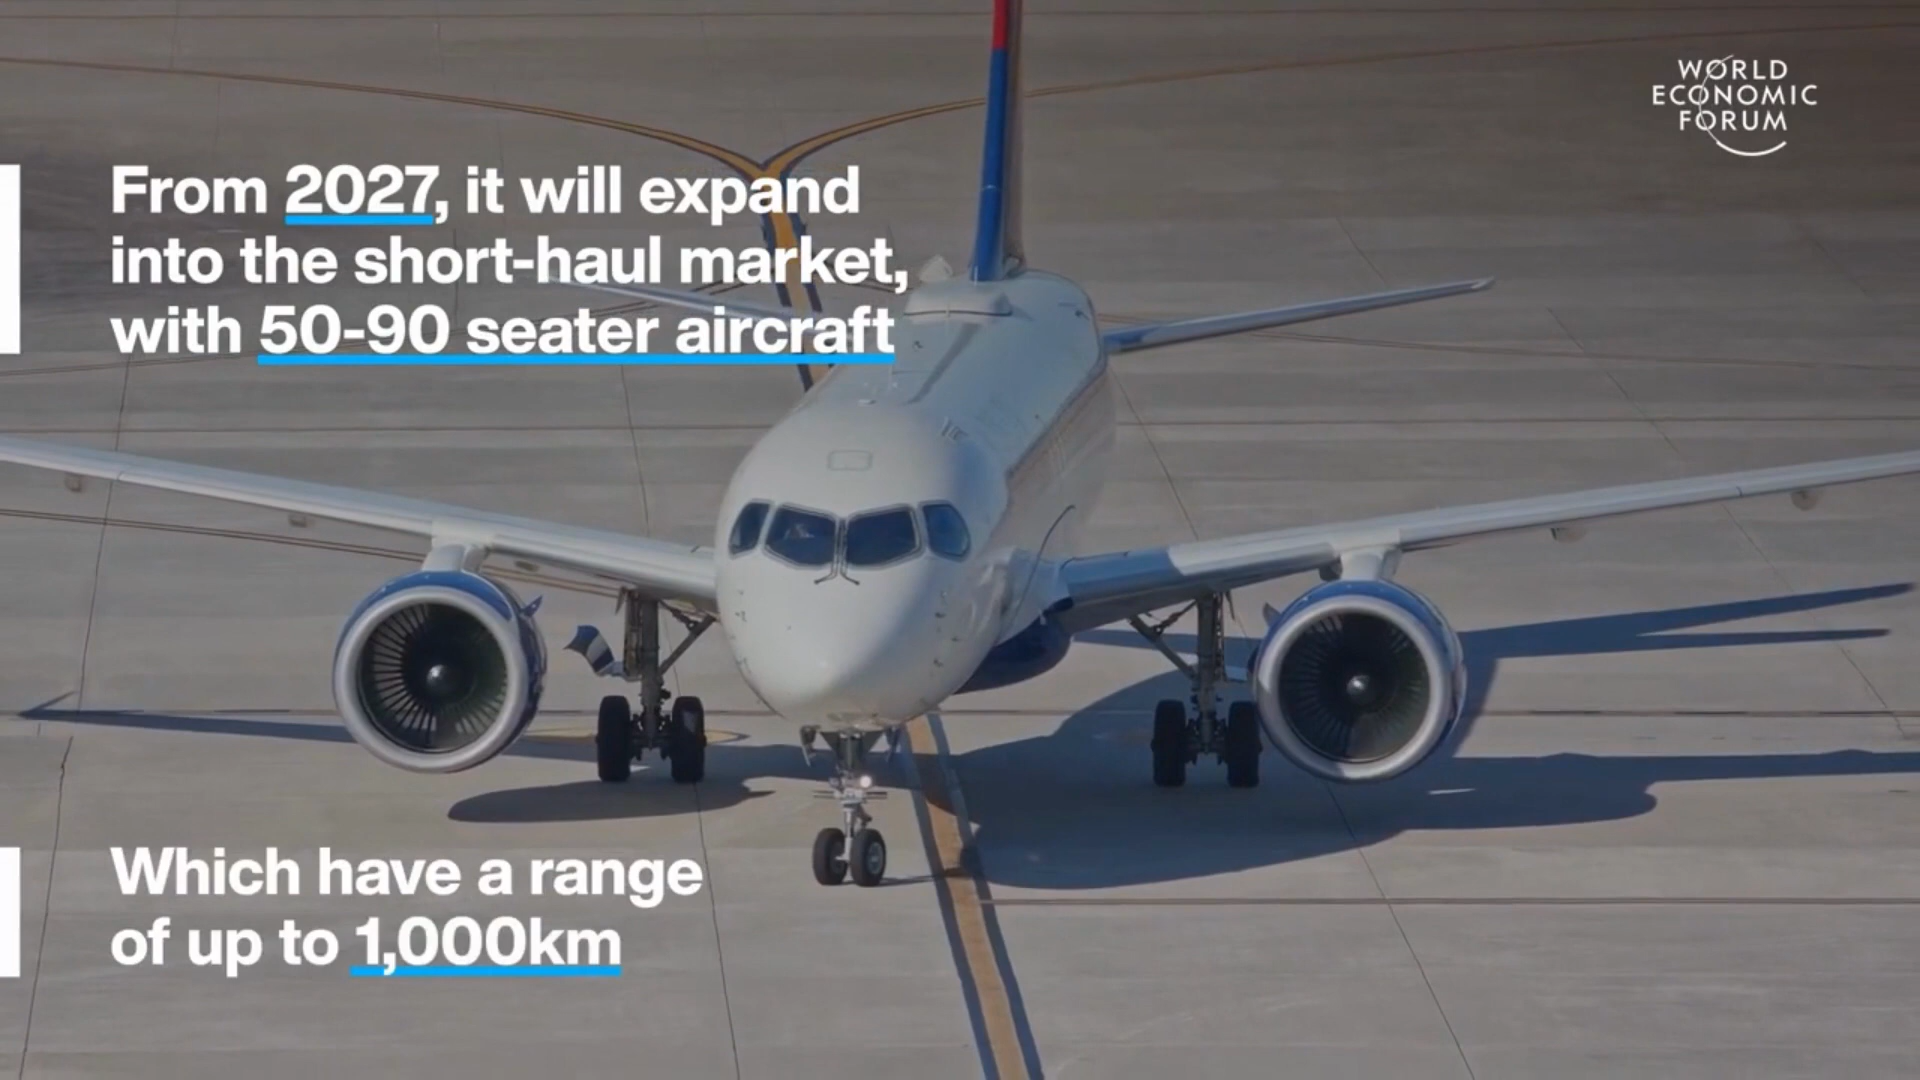 WORLD
ECONOMIC
FORUM
From 2027, it will expand
into the short-haul market,
with 50-90 seater aircraft
Which have a range
of up to 1,000km